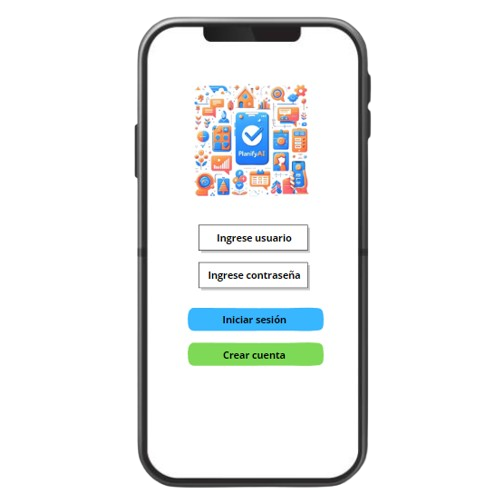 PlanifyAI
Ingrese usuario
Ingrese contraseña
Iniciar sesión
Crear cuenta